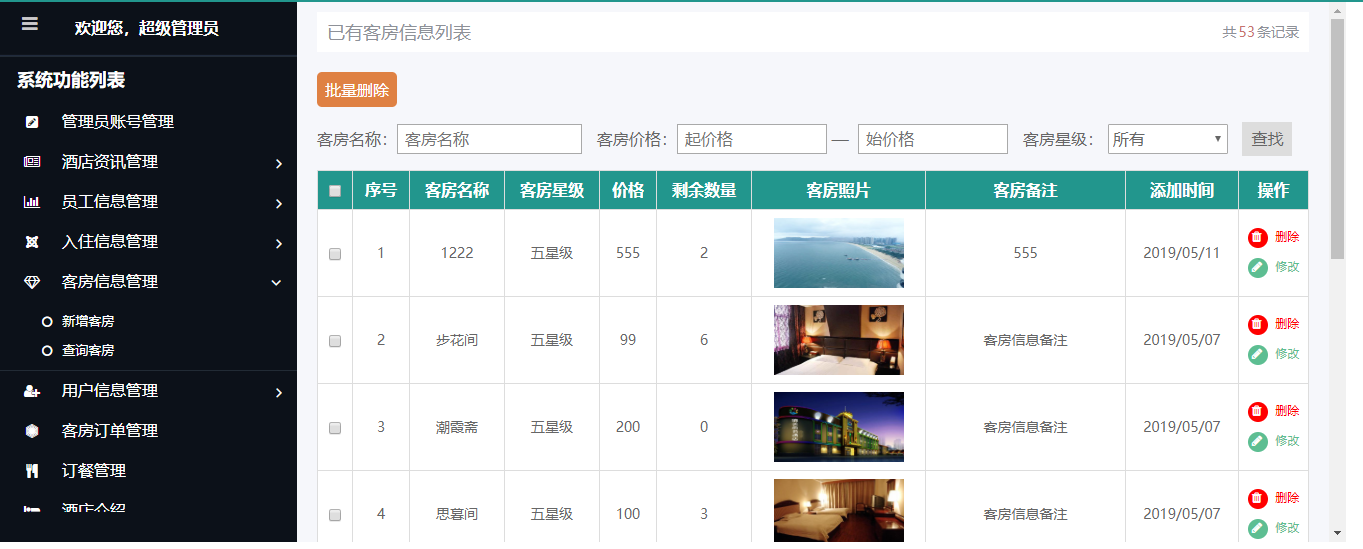 欢迎您，超级管理员
系统功能列表
管理员账号管理
酒店资讯管理
员工信息管理
入住信息管理
客房信息管理
新增客房
查询客房
用户信息管理
客房订单管理
订餐管理
酒店介绍
已有客房信息列表 共53条记录
批量删除
客房名称： 客房名称 客房价格： 起价格 — 始价格 客房星级： 所有 查找
序号 客房名称 客房星级 价格 剩余数量 客房照片 客房备注 添加时间 操作
1 1222 五星级 555 2 555 2019/05/11 删除
修改
2 步花间 五星级 99 6 客房信息备注 2019/05/07 删除
修改
3 潮霞斋 五星级 200 0 客房信息备注 2019/05/07 删除
修改
4 思暮间 五星级 100 3 客房信息备注 2019/05/07 删除
修改